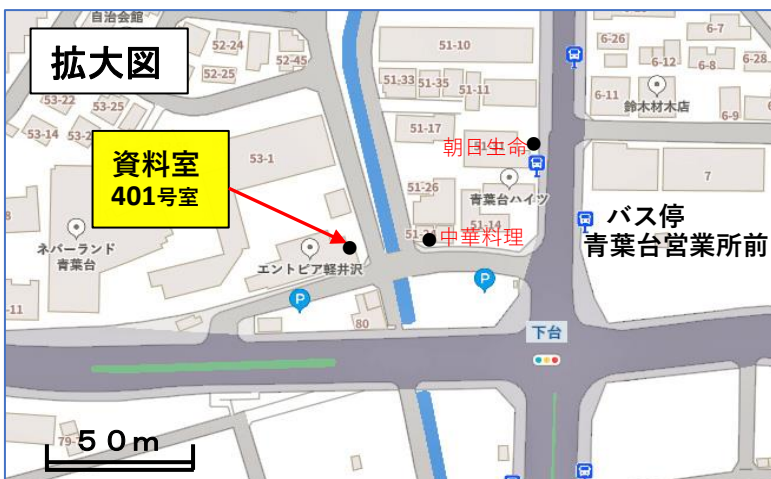 自治会館
52-24
52-45
52-25
拡大図
51-10
6-7
6-26
6-12
6-8
6-28
51-33
51-35
51-11
6-11
鈴木材木店
6-9
53-22
53-25
53-14
51-17
朝日生命
資料室
401号室
53-1
51-26
青葉台ハイツ
7
51-14
バス停
青葉台営業所前
中華料理
ネバーランド
青葉台
エントピア軽井沢
P
P
-11
80
下台
50m